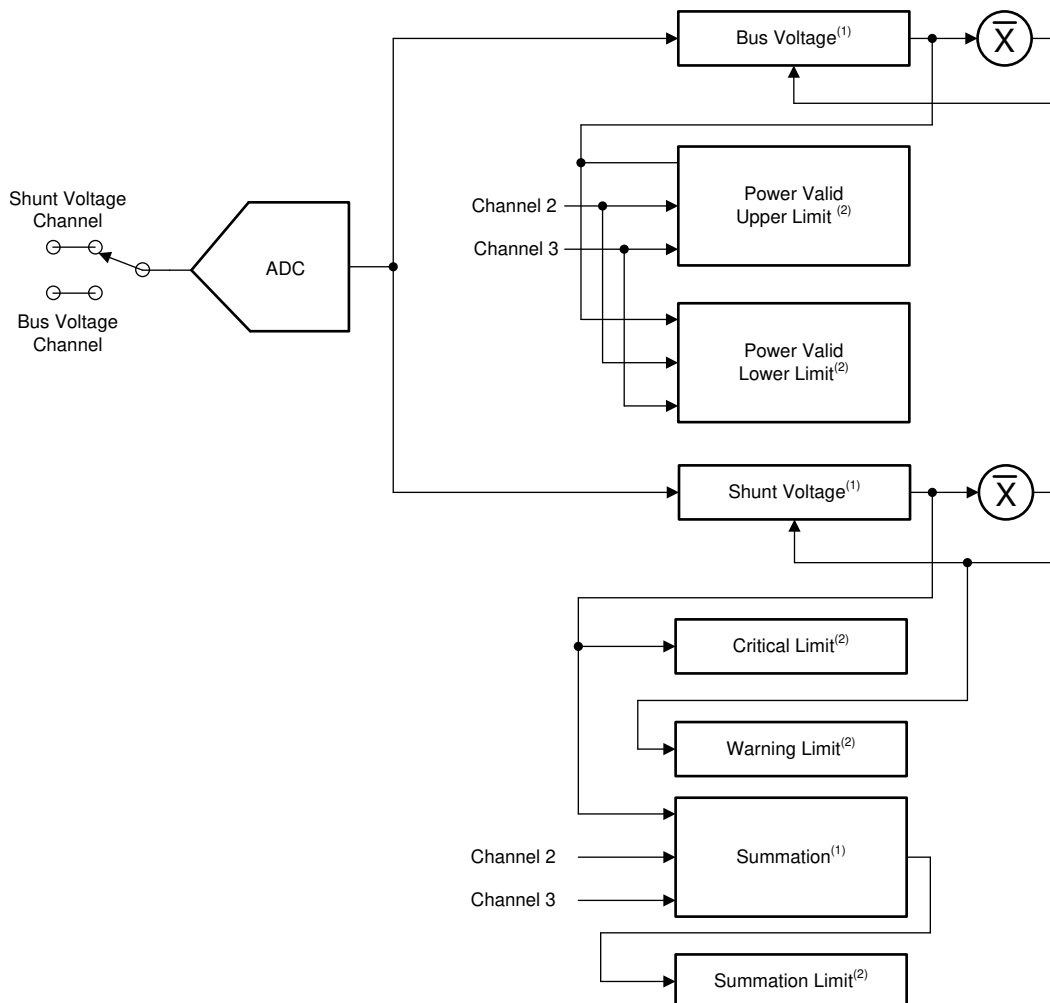 Bus Voltage(1)
X
Power Valid
Upper Limit (2)
Channel 2
Channel 3
Shunt Voltage
Channel
ADC
Bus Voltage
Channel
Power Valid
Lower Limit(2)
Shunt Voltage(1)
X
Critical Limit(2)
Warning Limit(2)
Channel 2
Channel 3
Summation(1)
Summation Limit(2)